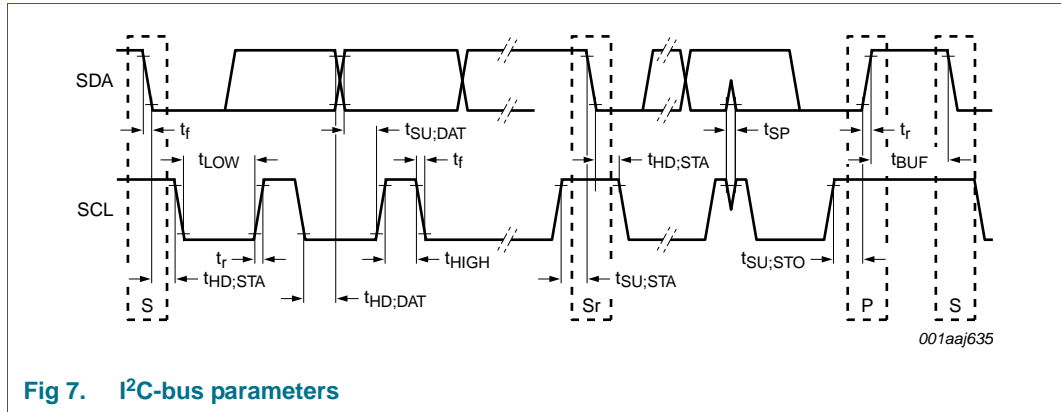 SDA
t_f
t_SU;DAT
t_SP
t_r
t_LOW
t_f
t_HD;STA
t_BUF
SCL
t_r
t_HIGH
t_SU;STO
t_HD;STA
t_SU;STA
t_HD;DAT
S
Sr
P
S
001aaj635
Fig 7. I²C-bus parameters